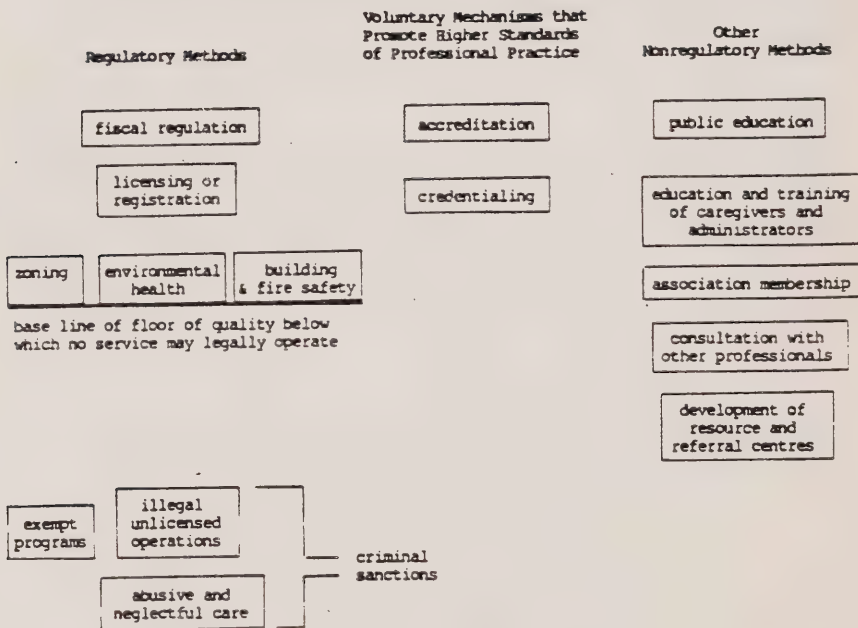 Regulatory Methods
Voluntary Mechanisms that
Promote Higher Standards
of Professional Practice
Other
Nonregulatory Methods
fiscal regulation
accreditation
public education
licensing or
registration
credentialing
education and training
of caregivers and
administrators
zoning
environmental
health
building
& fire safety
association membership
base line of floor of quality below
which no service may legally operate
consultation with
other professionals
development of
resource and
referral centres
exempt
programs
illegal
unlicensed
operations
criminal
sanctions
abusive and
neglectful care